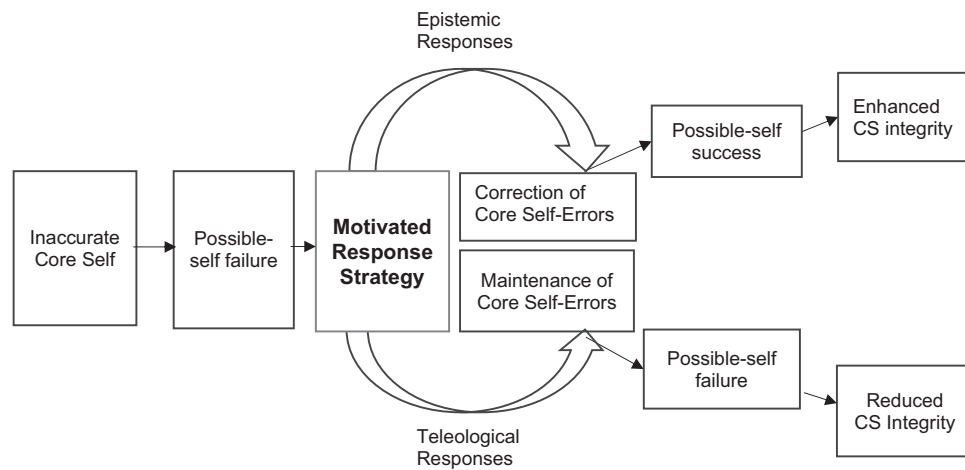 Epistemic
Responses
Inaccurate
Core Self
Possible-
self failure
Motivated
Response
Strategy
Correction of
Core Self-Errors
Maintenance of
Core Self-Errors
Possible-self
success
Enhanced
CS integrity
Possible-self
failure
Reduced
CS Integrity
Teleological
Responses